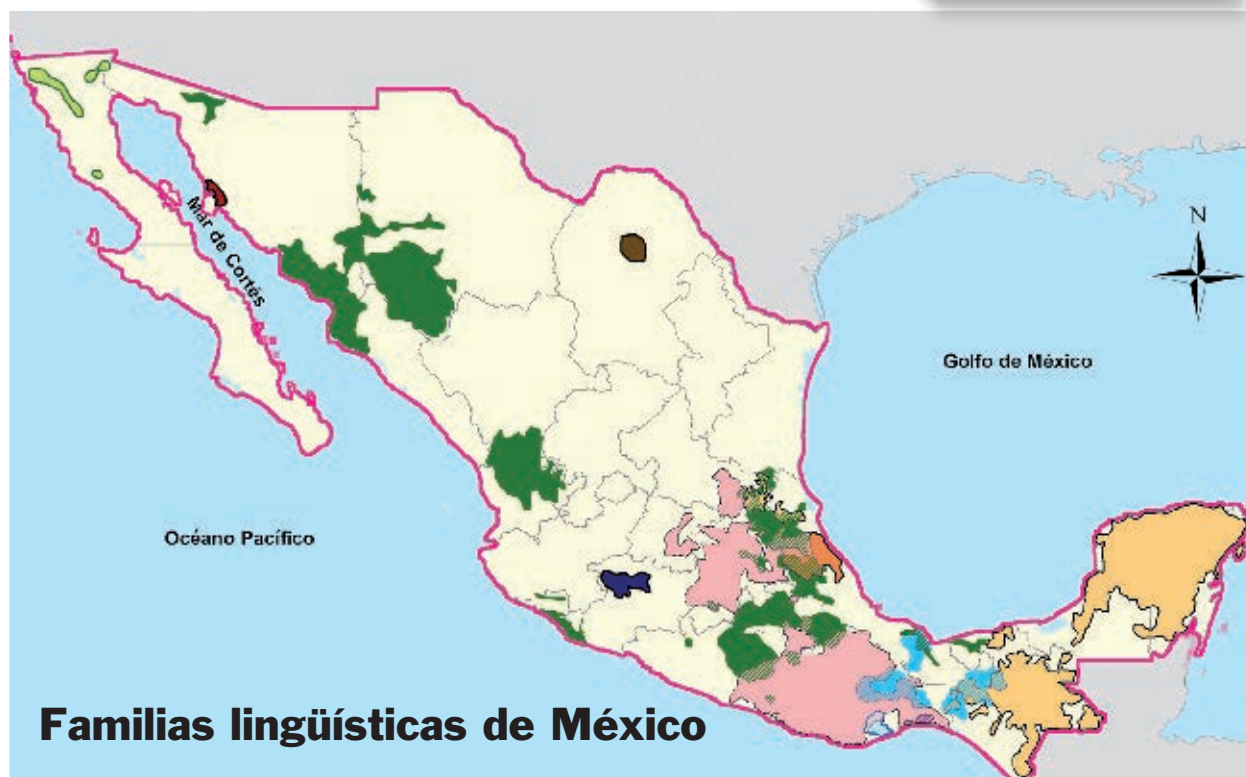 N
Mar de Cortés
Golfo de México
Océano Pacífico
Familias lingüísticas de México